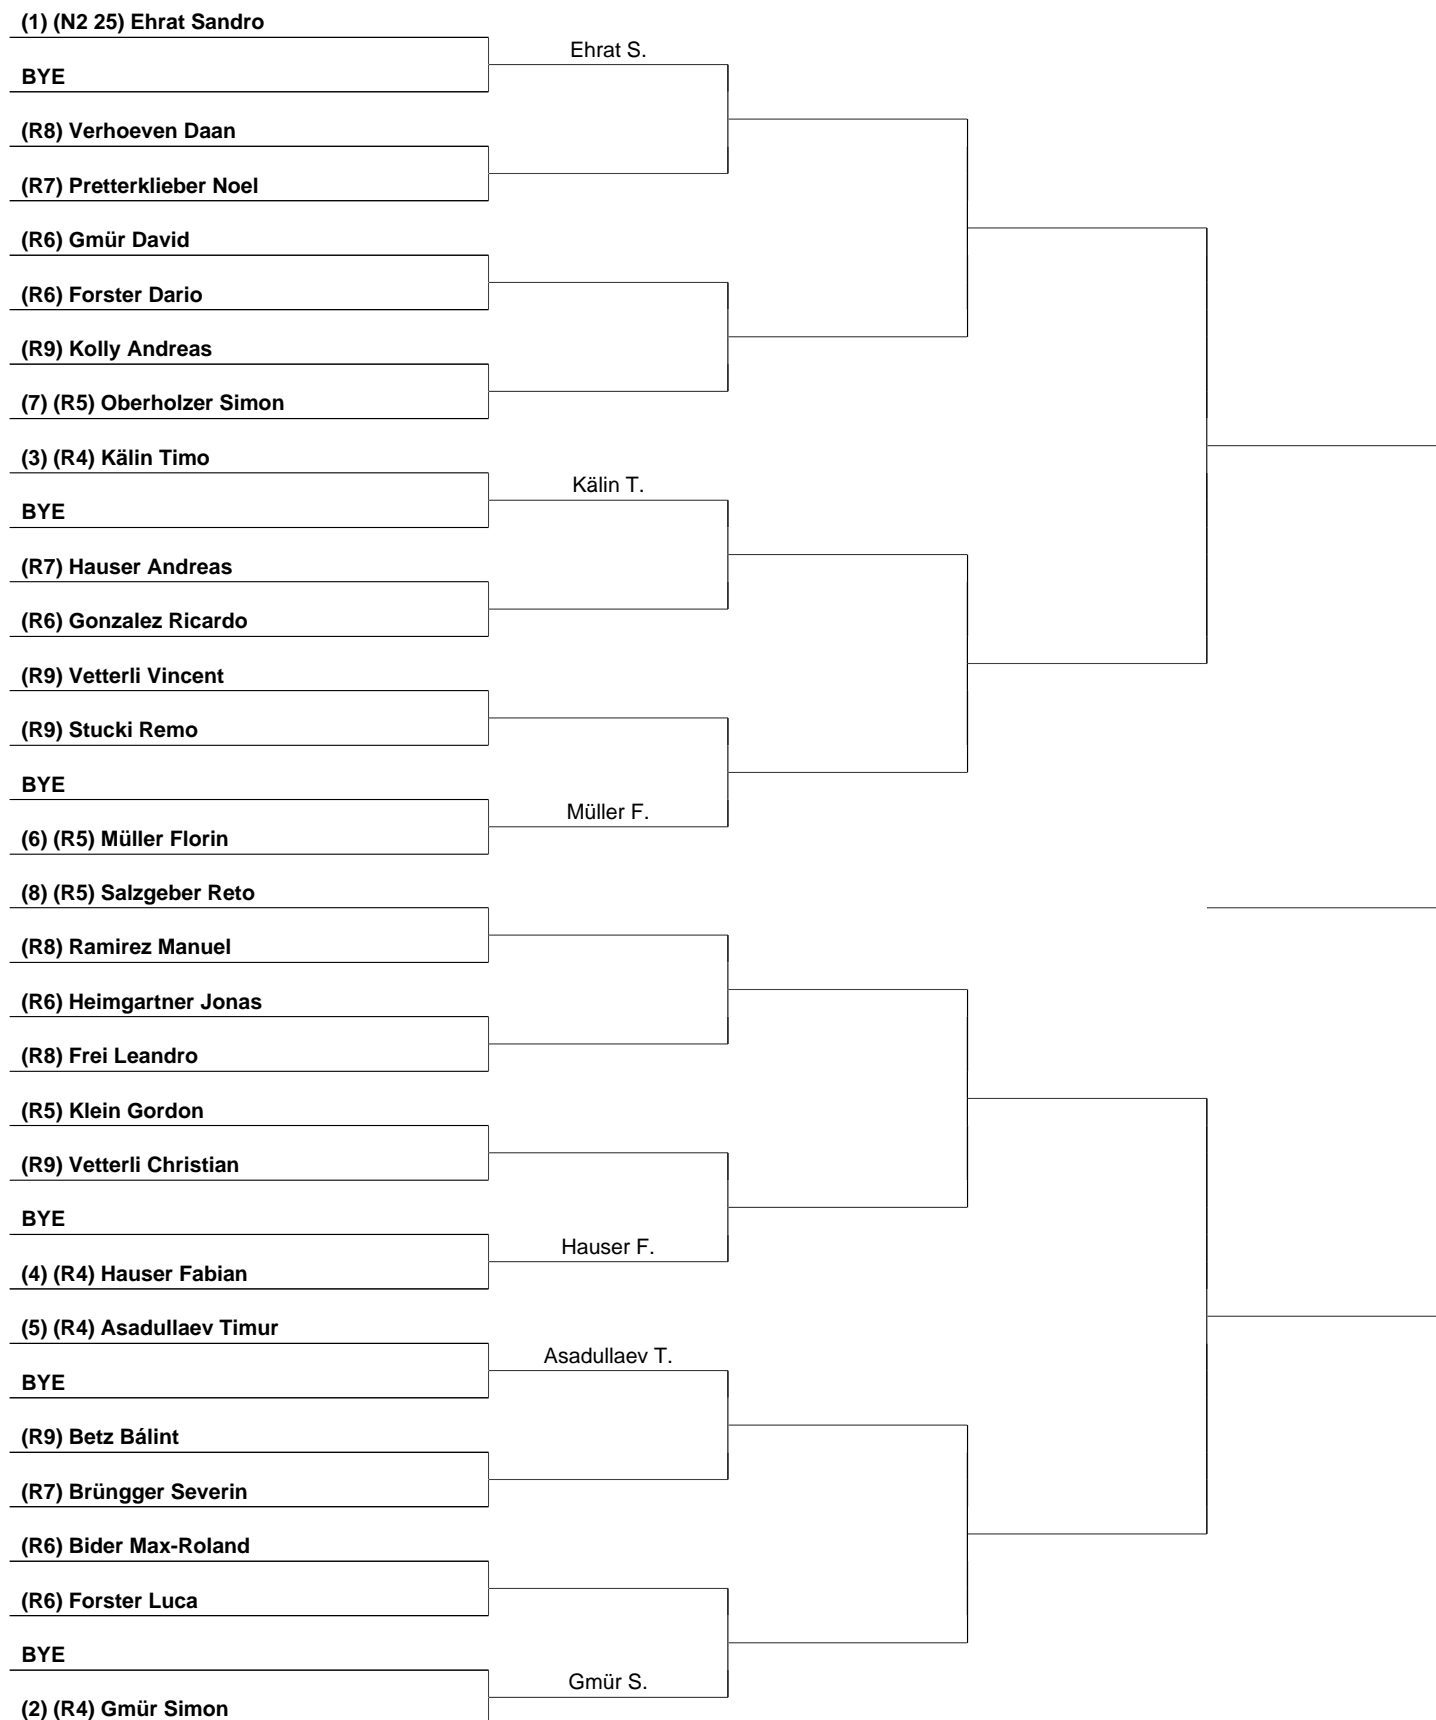 (1) (N2 25) Ehrat Sandro
Ehrat S.
BYE
(R8) Verhoeven Daan
(R7) Pretterklieber Noel
(R6) Gmür David
(R6) Forster Dario
(R9) Kolly Andreas
(7) (R5) Oberholzer Simon
(3) (R4) Kälin Timo
Kälin T.
BYE
(R7) Hauser Andreas
(R6) Gonzalez Ricardo
(R9) Vetterli Vincent
(R9) Stucki Remo
BYE
Müller F.
(6) (R5) Müller Florin
(8) (R5) Salzgeber Reto
(R8) Ramirez Manuel
(R6) Heimgartner Jonas
(R8) Frei Leandro
(R5) Klein Gordon
(R9) Vetterli Christian
BYE
Hauser F.
(4) (R4) Hauser Fabian
(5) (R4) Asadullaev Timur
Asadullaev T.
BYE
(R9) Betz Bálint
(R7) Brüngger Severin
(R6) Bider Max-Roland
(R6) Forster Luca
BYE
Gmür S.
(2) (R4) Gmür Simon